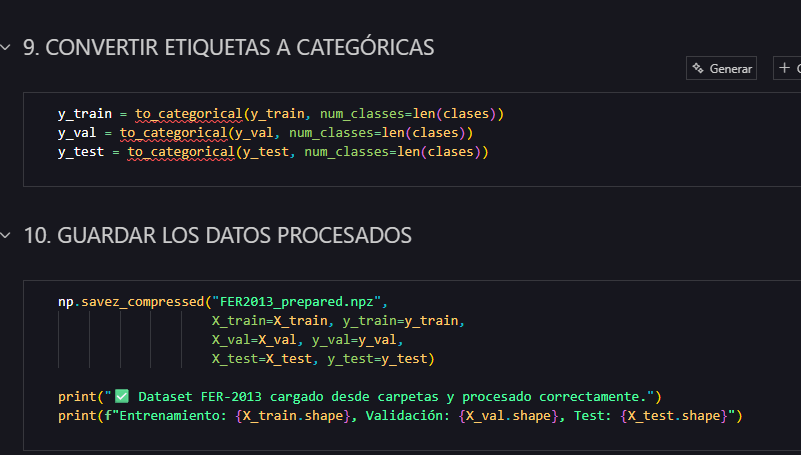 9. CONVERTIR ETIQUETAS A CATEGÓRICAS
Generar
y_train = to_categorical(y_train, num_classes=len(clases))
y_val = to_categorical(y_val, num_classes=len(clases))
y_test = to_categorical(y_test, num_classes=len(clases))
10. GUARDAR LOS DATOS PROCESADOS
np.savez_compressed("FER2013_prepared.npz",
X_train=X_train, y_train=y_train,
X_val=X_val, y_val=y_val,
X_test=X_test, y_test=y_test)
print("✅ Dataset FER-2013 cargado desde carpetas y procesado correctamente.")
print(f"Entrenamiento: {X_train.shape}, Validación: {X_val.shape}, Test: {X_test.shape}")